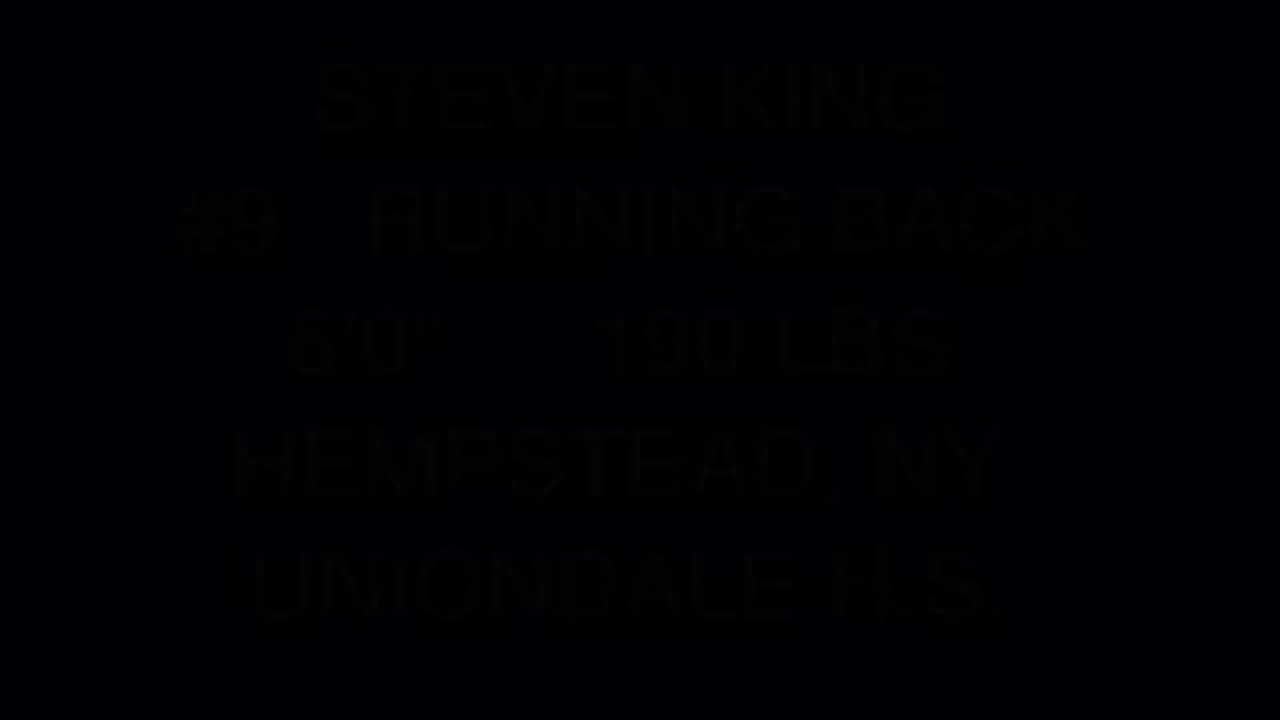 STEVEN KING
#9 RUNNING BACK
6'0" 190 LBS
HEMPSTEAD, NY
UNIONDALE H.S.